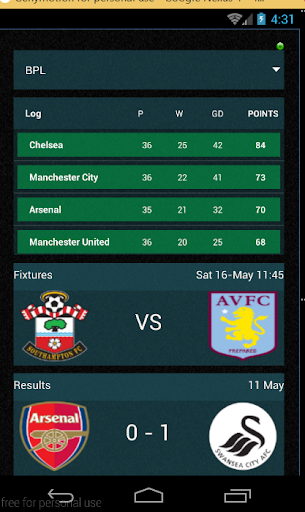 Genymotion for personal use - Google Nexus 4 - 4.
4:31
BPL
Log P W GD POINTS
Chelsea 36 25 42 84
Manchester City 36 22 41 73
Arsenal 35 21 32 70
Manchester United 36 20 25 68
Fixtures Sat 16-May 11:45
SOUTHAMPTON FC VS AVFC PREPARED
Results 11 May
Arsenal 0 - 1 SWANSEA CITY AFC
free for personal use